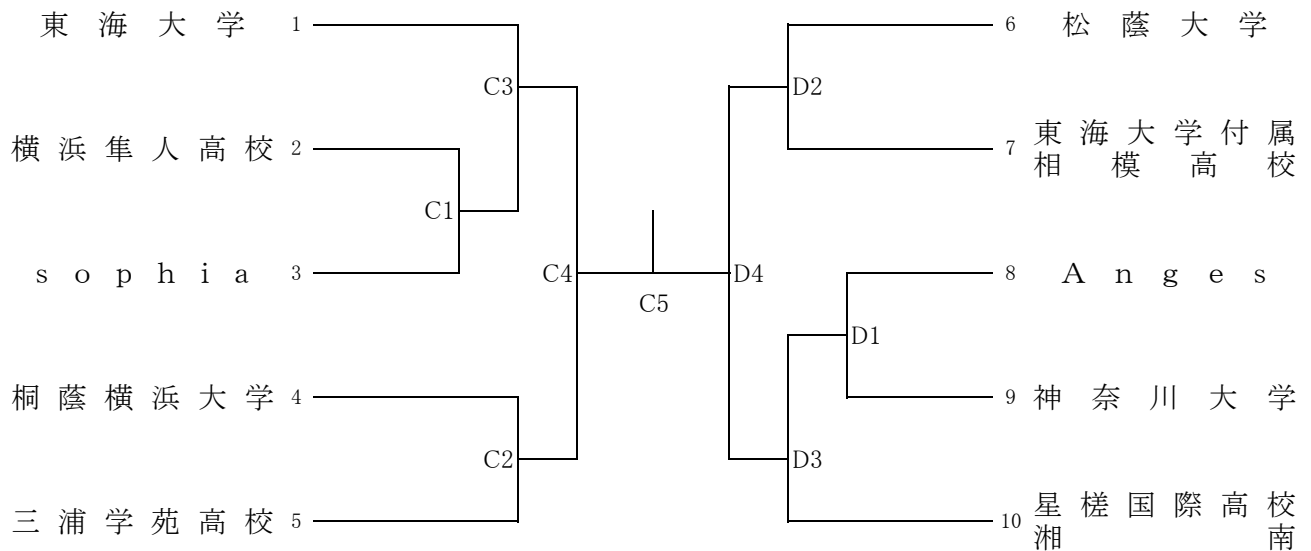 東海大学 1
C3
横浜隼人高校 2
C1
sophia 3
C4
桐蔭横浜大学 4
C2
三浦学苑高校 5
C5
6 松蔭大学
D2
7 東海大学付属
相模高校
D4
8 Anges
D1
9 神奈川大学
D3
10 星槎国際高校
湘南